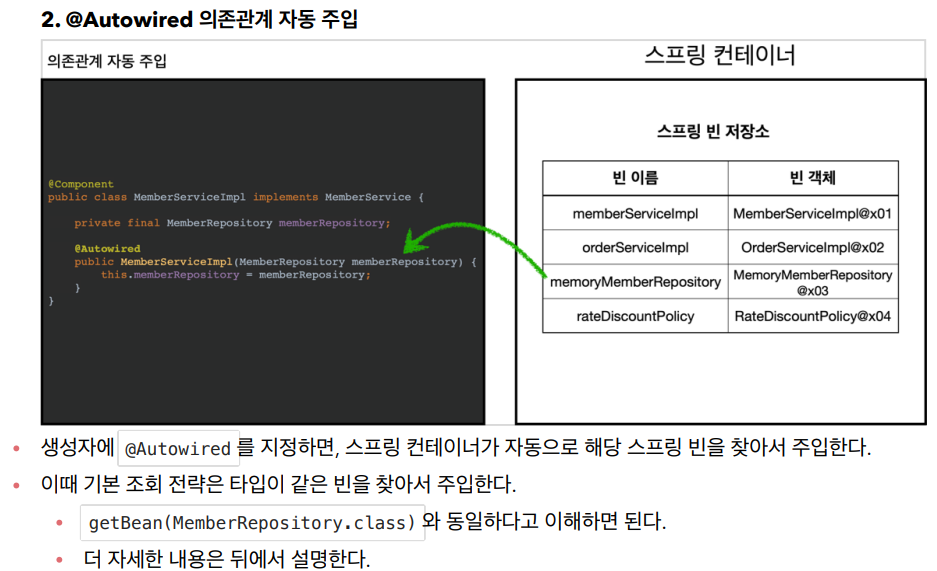 2. @Autowired 의존관계 자동 주입
의존관계 자동 주입
스프링 컨테이너
@Component
public class MemberServiceImpl implements MemberService {
private final MemberRepository memberRepository;
@Autowired
public MemberServiceImpl(MemberRepository memberRepository) {
this.memberRepository = memberRepository;
}
}
스프링 빈 저장소
빈 이름 빈 객체
memberServiceImpl MemberServiceImpl@x01
orderServiceImpl OrderServiceImpl@x02
memoryMemberRepository MemoryMemberRepository
@x03
rateDiscountPolicy RateDiscountPolicy@x04
생성자에 @Autowired 를 지정하면, 스프링 컨테이너가 자동으로 해당 스프링 빈을 찾아서 주입한다.
이때 기본 조회 전략은 타입이 같은 빈을 찾아서 주입한다.
getBean(MemberRepository.class) 와 동일하다고 이해하면 된다.
더 자세한 내용은 뒤에서 설명한다.